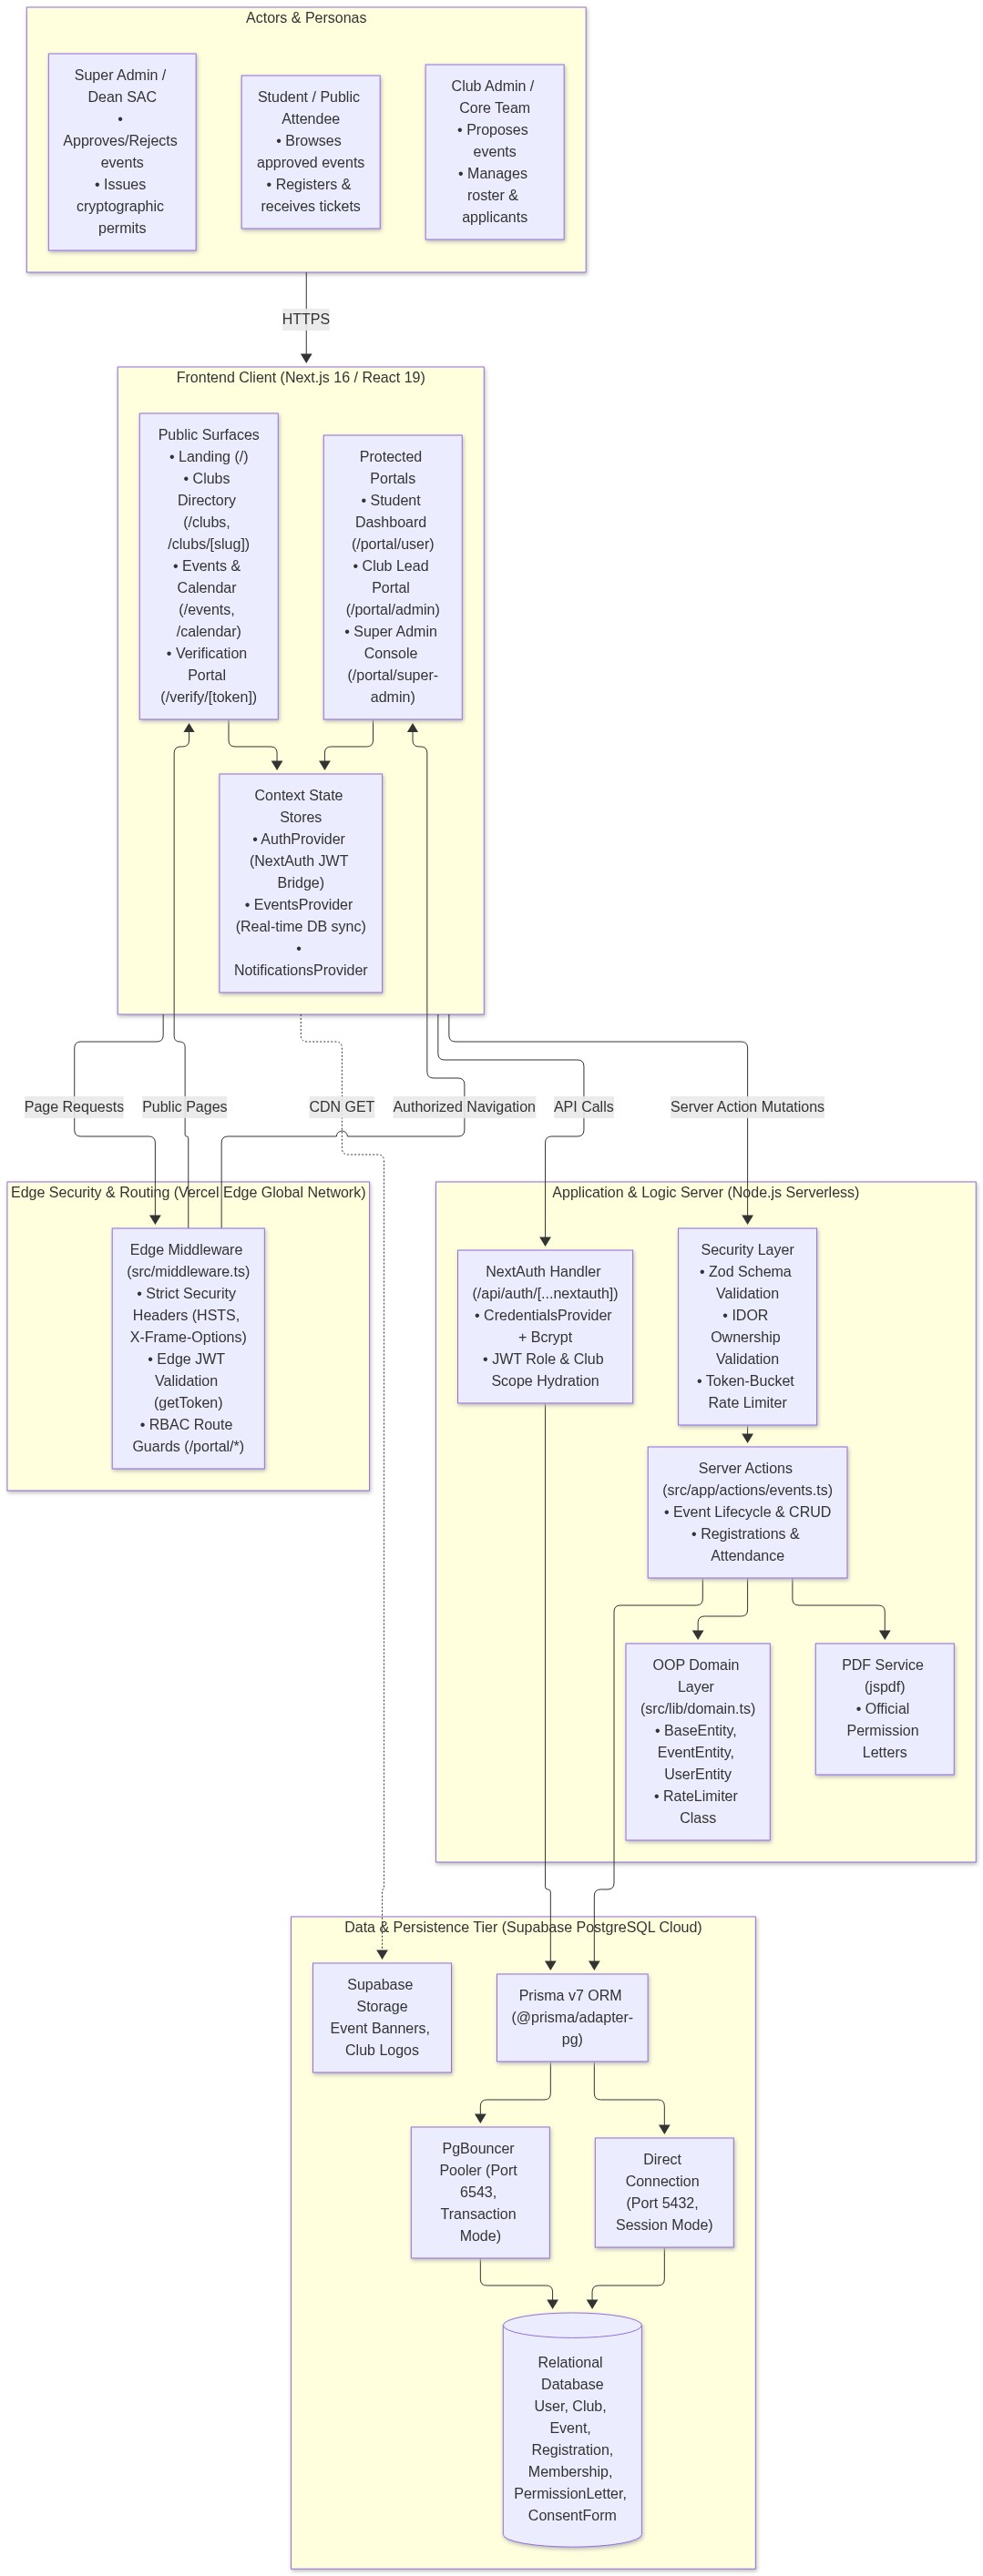 Actors & Personas
Super Admin /
Dean SAC
•
Approves/Rejects
events
• Issues
cryptographic
permits
Student / Public
Attendee
• Browses
approved events
• Registers &
receives tickets
Club Admin /
Core Team
• Proposes
events
• Manages
roster &
applicants
HTTPS
Frontend Client (Next.js 16 / React 19)
Public Surfaces
• Landing (/)
• Clubs
Directory
(/clubs,
/clubs/[slug])
• Events &
Calendar
(/events,
/calendar)
• Verification
Portal
(/verify/[token])
Protected
Portals
• Student
Dashboard
(/portal/user)
• Club Lead
Portal
(/portal/admin)
• Super Admin
Console
(/portal/super-
admin)
Context State
Stores
• AuthProvider
(NextAuth JWT
Bridge)
• EventsProvider
(Real-time DB sync)
•
NotificationsProvider
Page Requests
Public Pages
CDN GET
Authorized Navigation
API Calls
Server Action Mutations
Edge Security & Routing (Vercel Edge Global Network)
Edge Middleware
(src/middleware.ts)
• Strict Security
Headers (HSTS,
X-Frame-Options)
• Edge JWT
Validation
(getToken)
• RBAC Route
Guards (/portal/*)
Application & Logic Server (Node.js Serverless)
NextAuth Handler
(/api/auth/[...nextauth])
• CredentialsProvider
+ Bcrypt
• JWT Role & Club
Scope Hydration
Security Layer
• Zod Schema
Validation
• IDOR
Ownership
Validation
• Token-Bucket
Rate Limiter
Server Actions
(src/app/actions/events.ts)
• Event Lifecycle & CRUD
• Registrations &
Attendance
OOP Domain
Layer
(src/lib/domain.ts)
• BaseEntity,
EventEntity,
UserEntity
• RateLimiter
Class
PDF Service
(jspdf)
• Official
Permission
Letters
Data & Persistence Tier (Supabase PostgreSQL Cloud)
Supabase
Storage
Event Banners,
Club Logos
Prisma v7 ORM
(@prisma/adapter-
pg)
PgBouncer
Pooler (Port
6543,
Transaction
Mode)
Direct
Connection
(Port 5432,
Session Mode)
Relational
Database
User, Club,
Event,
Registration,
Membership,
PermissionLetter,
ConsentForm